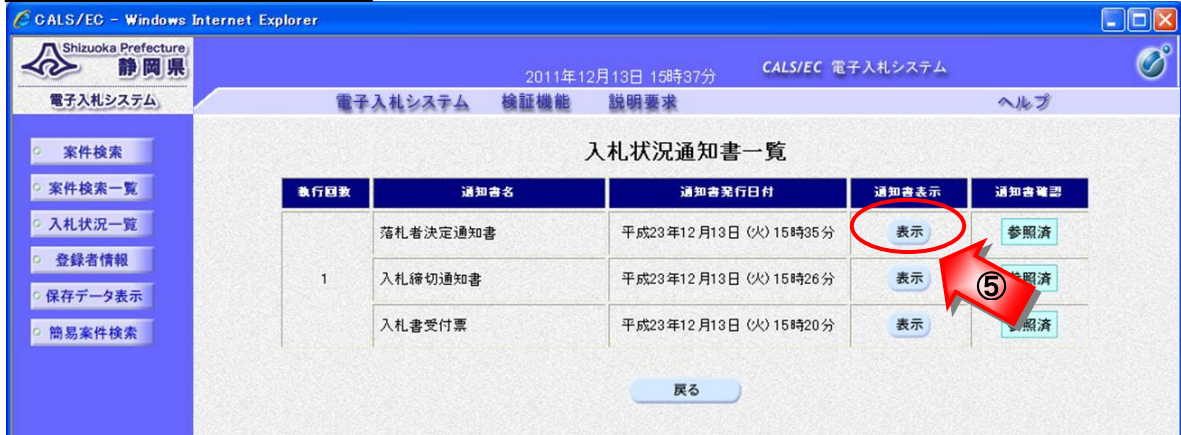 CALS/EC - Windows Internet Explorer
Shizuoka Prefecture
静岡県
2011年12月13日 15時37分
CALS/EC 電子入札システム
電子入札システム
電子入札システム 検証機能 説明要求 ヘルプ
案件検索
案件検索一覧
入札状況一覧
登録者情報
保存データ表示
簡易案件検索
入札状況通知書一覧
執行回数 通知書名 通知書発行日付 通知書表示 通知書確認
落札者決定通知書 平成23年12月13日 (火) 15時35分 表示 参照済
1 入札締切通知書 平成23年12月13日 (火) 15時26分 表示 参照済
入札書受付票 平成23年12月13日 (火) 15時20分 表示 参照済
⑤
戻る